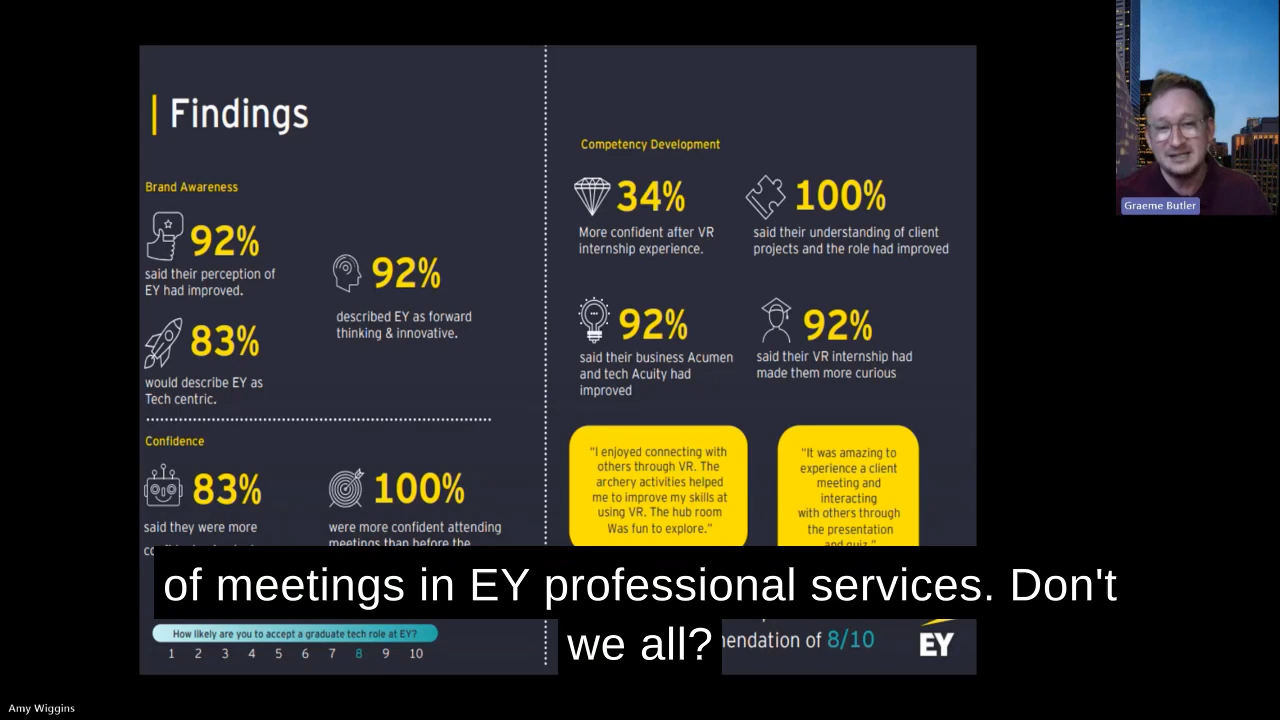 Findings
Brand Awareness
92%
said their perception of
EY had improved.
92%
described EY as forward
thinking & innovative.
83%
would describe EY as
Tech centric.
Confidence
83%
said they were more
100%
were more confident attending
meetings than before the
How likely are you to accept a graduate tech role at EY?
1 2 3 4 5 6 7 8 9 10
Competency Development
34%
More confident after VR
internship experience.
100%
said their understanding of client
projects and the role had improved
92%
said their business Acumen
and tech Acuity had
improved
92%
said their VR internship had
made them more curious
"I enjoyed connecting with
others through VR. The
archery activities helped
me to improve my skills at
using VR. The hub room
Was fun to explore."
"It was amazing to
experience a client
meeting and
interacting
with others through
the presentation
and quiz."
of 8/10
EY
of meetings in EY professional services. Don't
we all?
Graeme Butler
Amy Wiggins